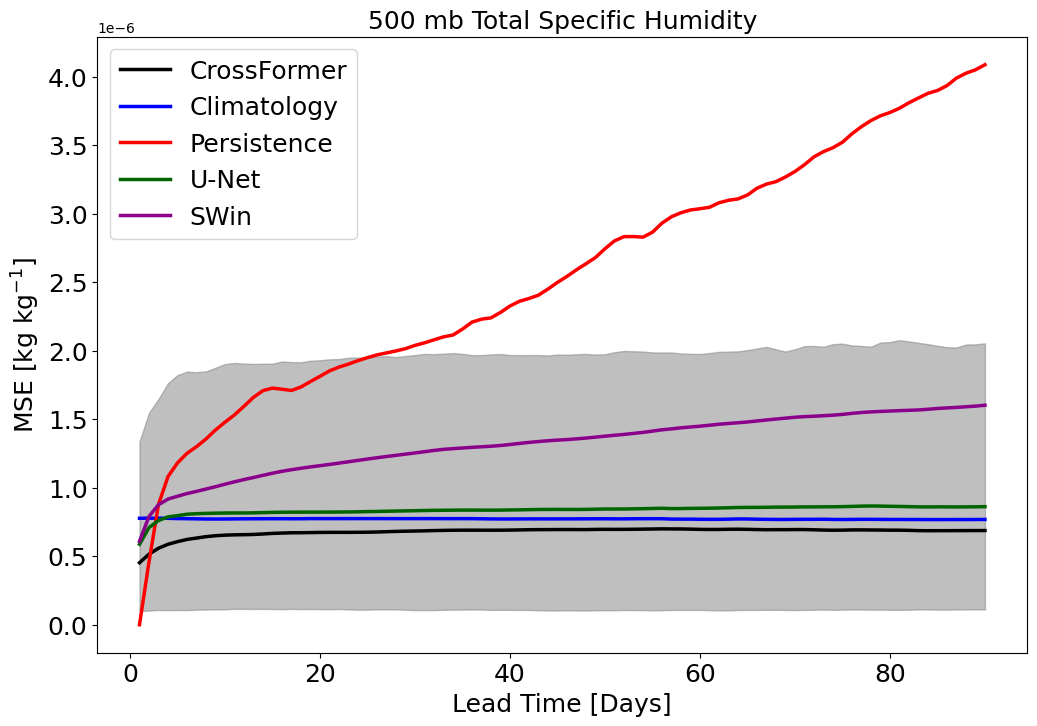 500 mb Total Specific Humidity
1e−6
CrossFormer
Climatology
Persistence
U-Net
SWin
4.0
3.5
3.0
2.5
2.0
1.5
1.0
0.5
0.0
MSE [kg kg⁻¹]
0 20 40 60 80
Lead Time [Days]